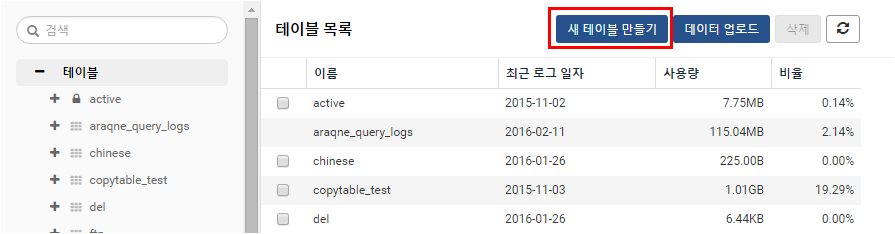 검색
테이블
active
araqne_query_logs
chinese
copytable_test
del
테이블 목록
새 테이블 만들기 데이터 업로드 삭제
이름 최근 로그 일자 사용량 비율
active 2015-11-02 7.75MB 0.14%
araqne_query_logs 2016-02-11 115.04MB 2.14%
chinese 2016-01-26 225.00B 0.00%
copytable_test 2015-11-03 1.01GB 19.29%
del 2016-01-26 6.44KB 0.00%